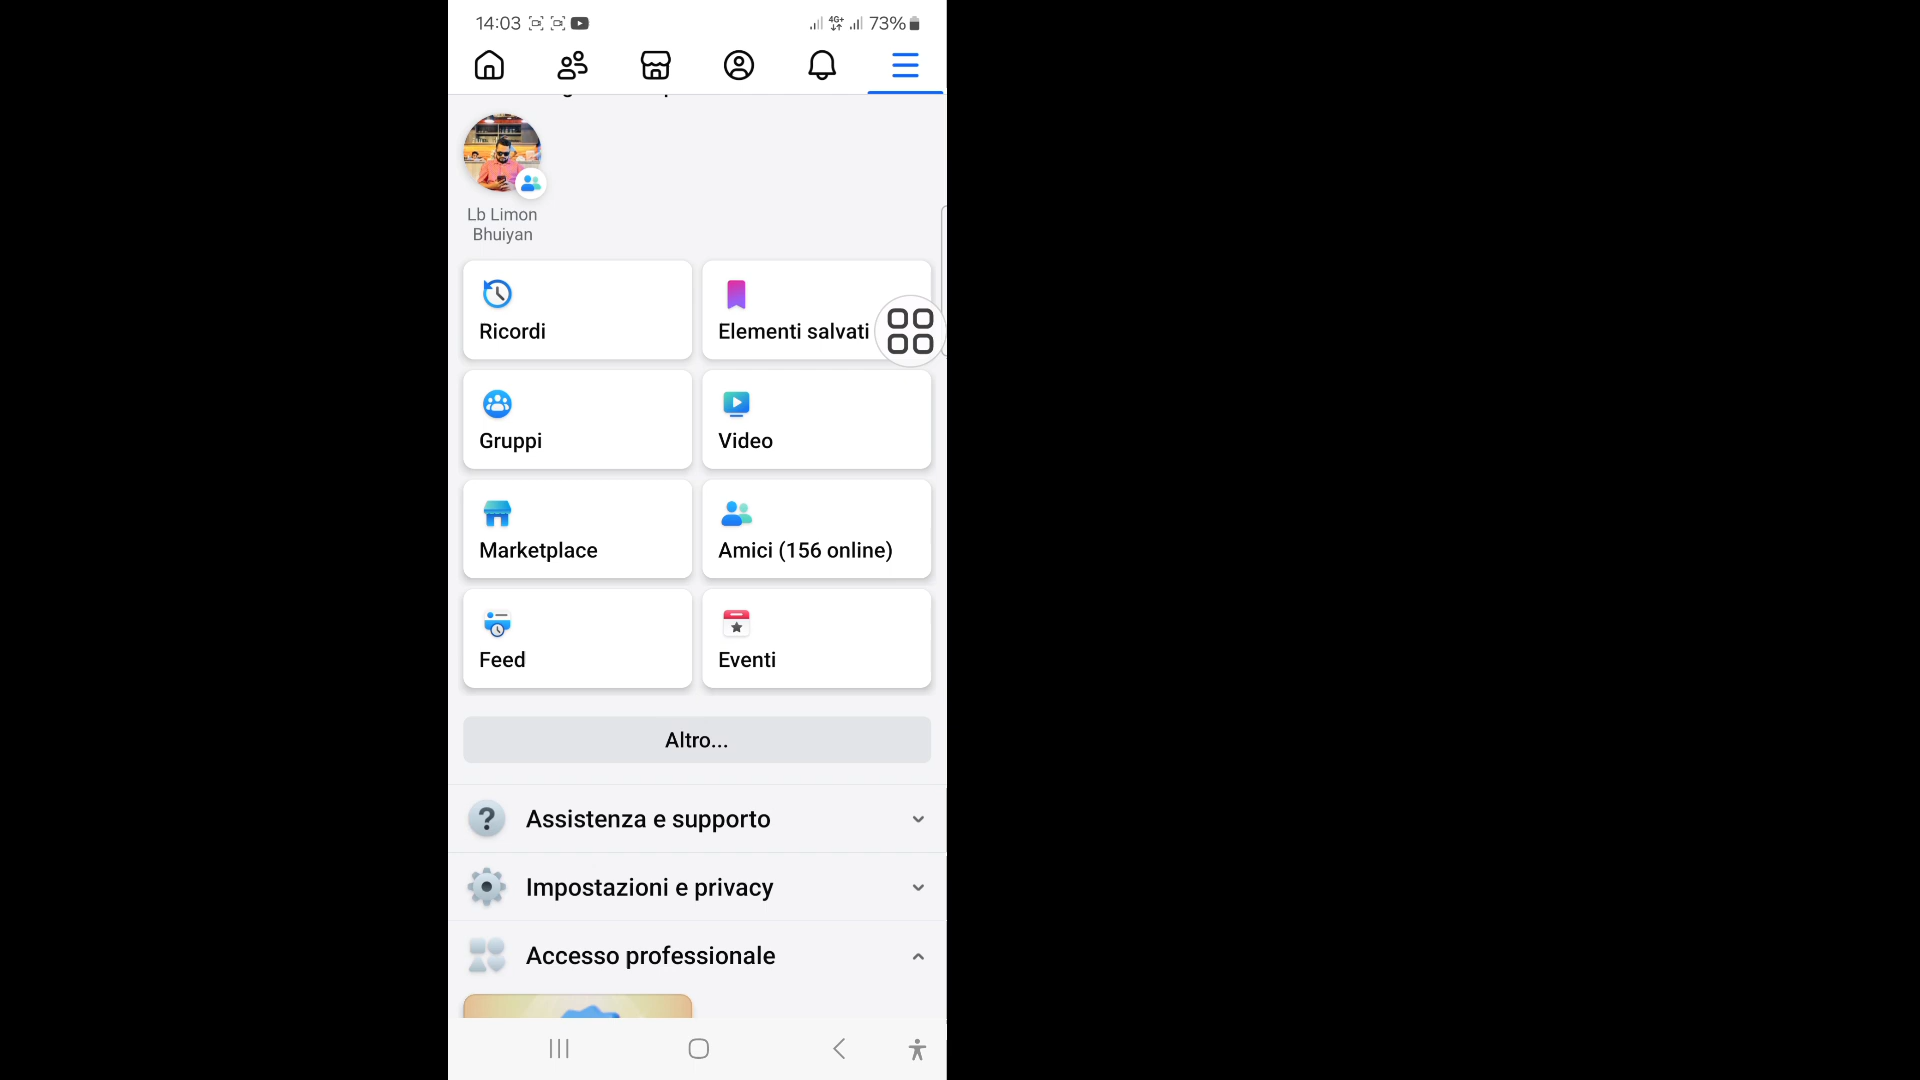 14:03
4G+
73%
Lb Limon
Bhuiyan
Ricordi
Elementi salvati
Gruppi
Video
Marketplace
Amici (156 online)
Feed
Eventi
Altro...
Assistenza e supporto
Impostazioni e privacy
Accesso professionale